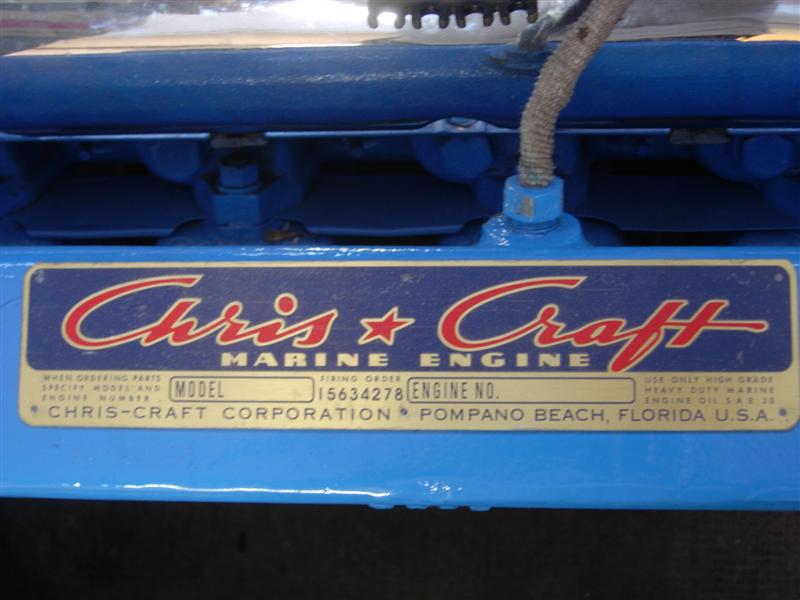 Chris ★ Craft
MARINE ENGINE
WHEN ORDERING PARTS
SPECIFY MODEL AND
ENGINE NUMBER
MODEL
FIRING ORDER
15634278
ENGINE NO.
USE ONLY HIGH GRADE
HEAVY DUTY MARINE
ENGINE OIL S A E 30
CHRIS-CRAFT CORPORATION POMPANO BEACH, FLORIDA U.S.A.